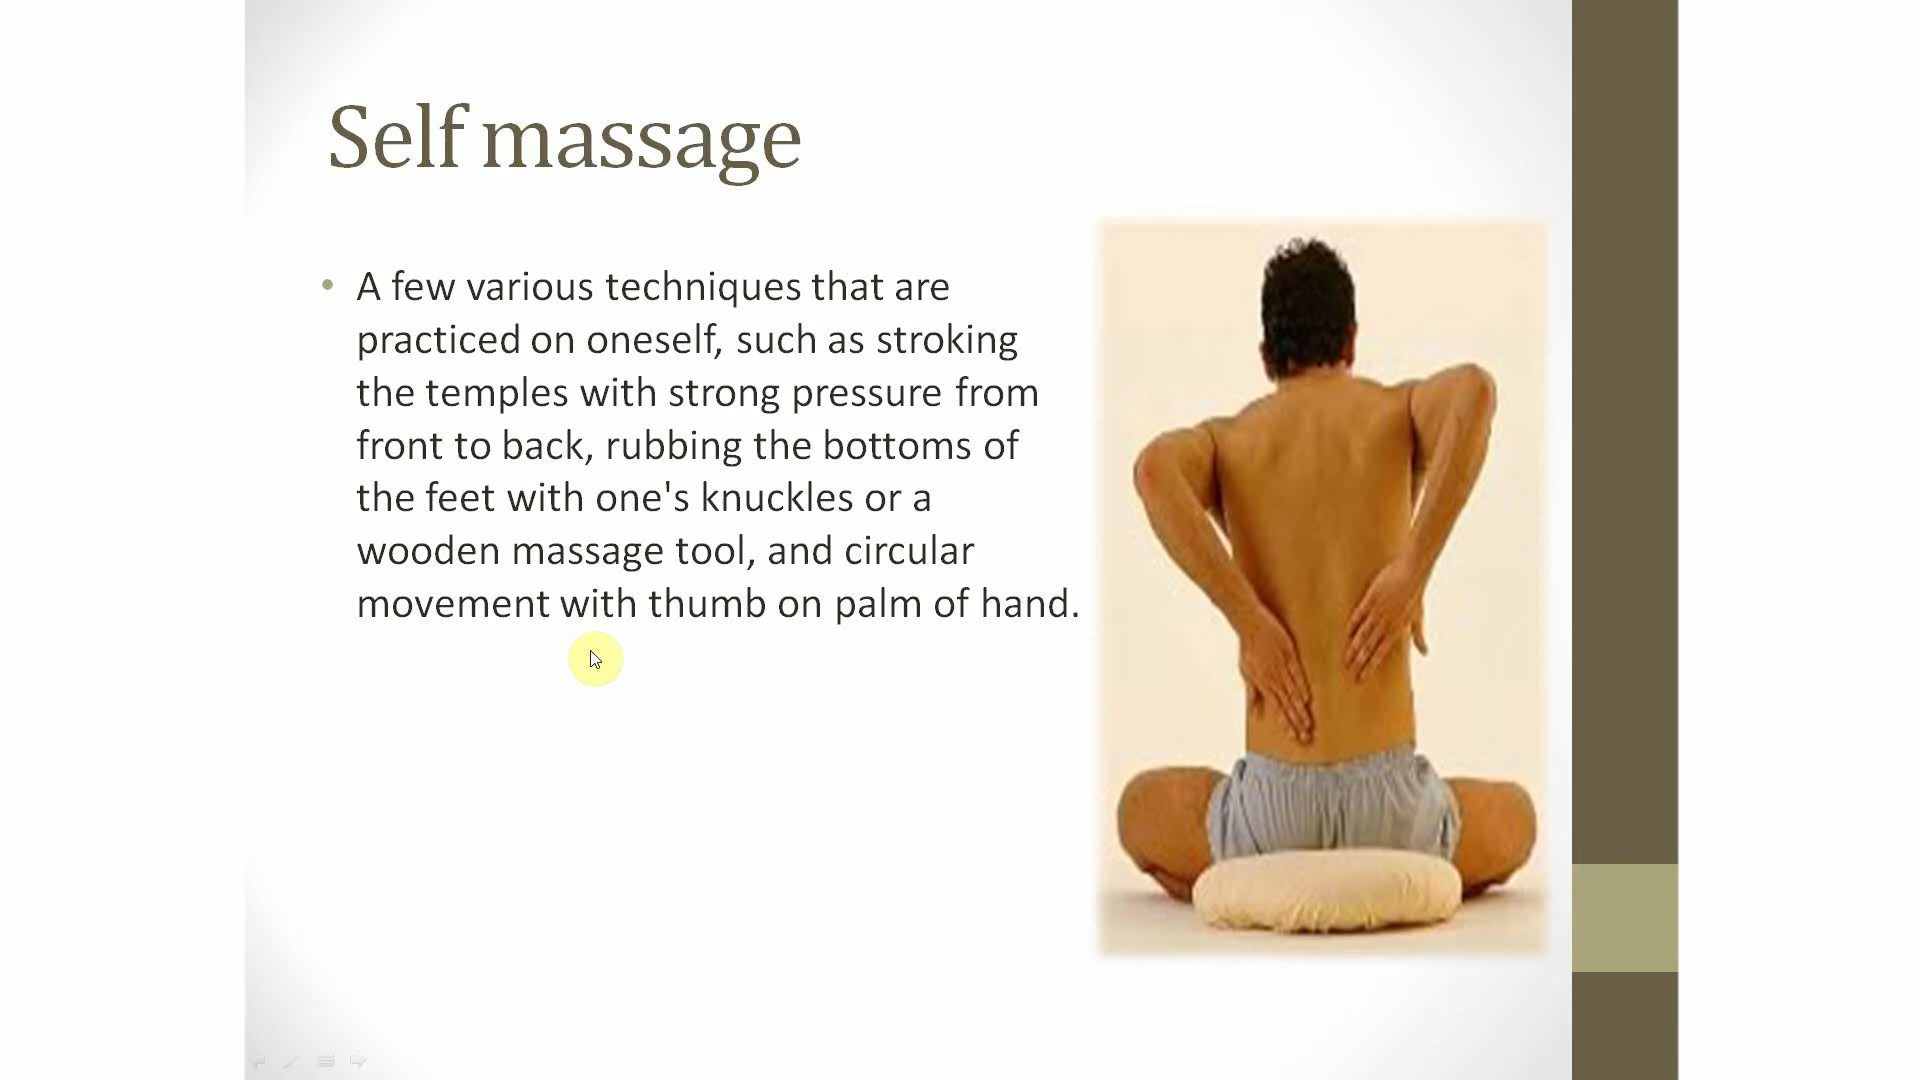 Self massage
• A few various techniques that are
practiced on oneself, such as stroking
the temples with strong pressure from
front to back, rubbing the bottoms of
the feet with one's knuckles or a
wooden massage tool, and circular
movement with thumb on palm of hand.